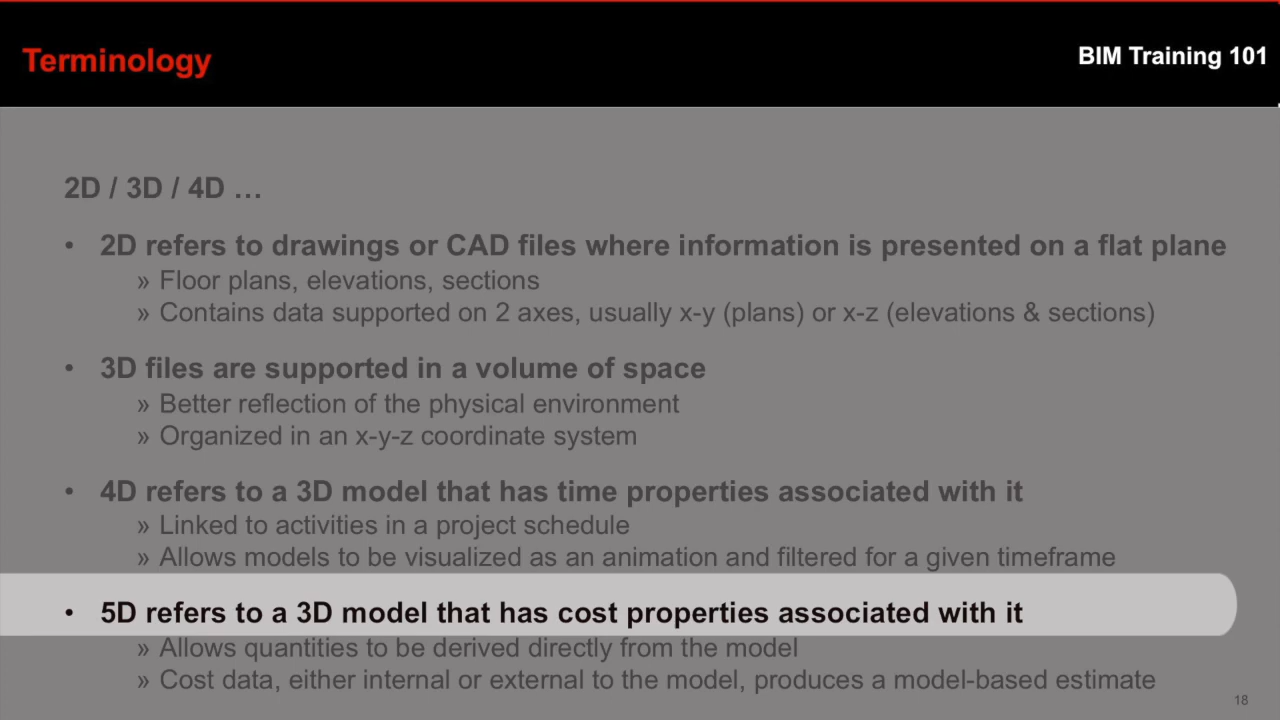 Terminology
BIM Training 101
2D / 3D / 4D …
• 2D refers to drawings or CAD files where information is presented on a flat plane
» Floor plans, elevations, sections
» Contains data supported on 2 axes, usually x-y (plans) or x-z (elevations & sections)
• 3D files are supported in a volume of space
» Better reflection of the physical environment
» Organized in an x-y-z coordinate system
• 4D refers to a 3D model that has time properties associated with it
» Linked to activities in a project schedule
» Allows models to be visualized as an animation and filtered for a given timeframe
• 5D refers to a 3D model that has cost properties associated with it
» Allows quantities to be derived directly from the model
» Cost data, either internal or external to the model, produces a model-based estimate
18